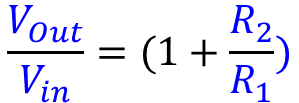 V_Out / V_in = (1 + R_2 / R_1)